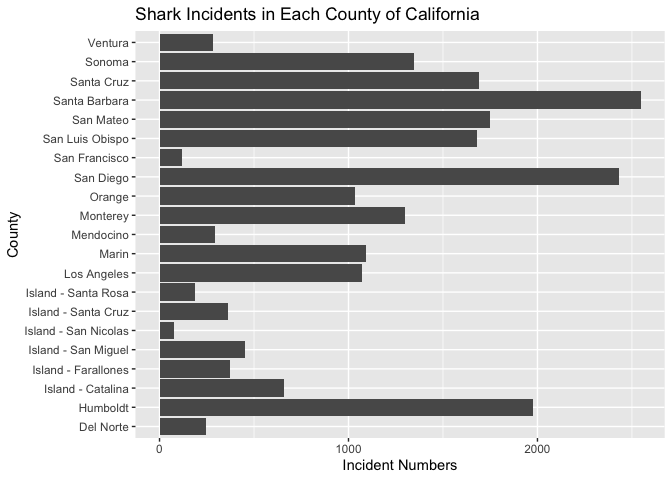 Shark Incidents in Each County of California
Ventura
Sonoma
Santa Cruz
Santa Barbara
San Mateo
San Luis Obispo
San Francisco
San Diego
Orange
Monterey
Mendocino
Marin
Los Angeles
Island - Santa Rosa
Island - Santa Cruz
Island - San Nicolas
Island - San Miguel
Island - Farallones
Island - Catalina
Humboldt
Del Norte
County
0 1000 2000
Incident Numbers